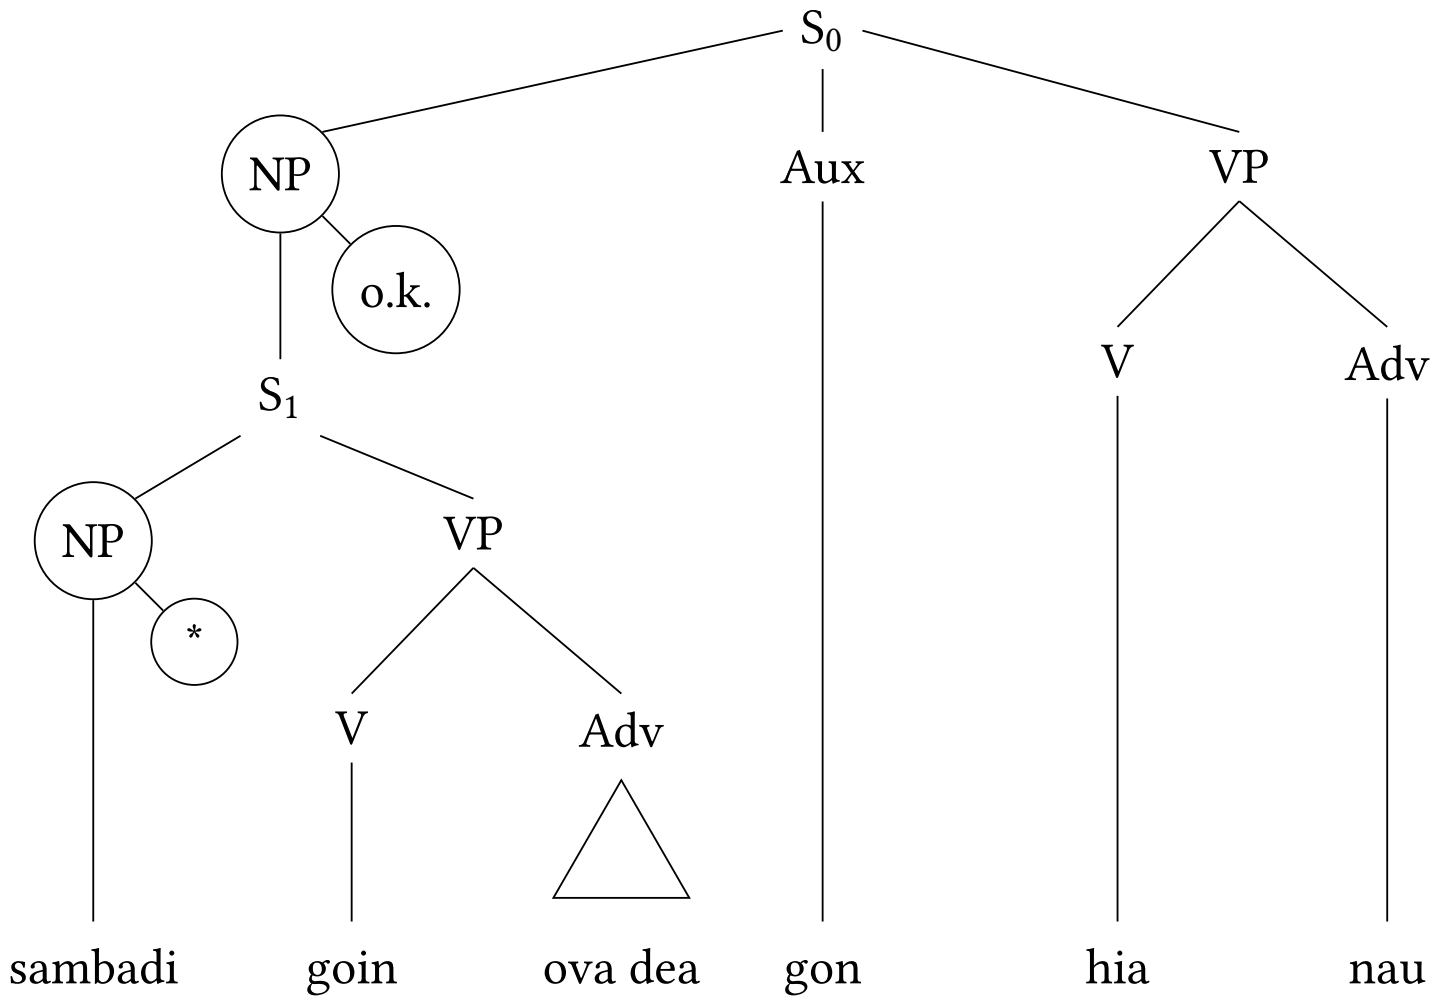 S₀
NP Aux VP
o.k.
V Adv
S₁
NP VP
*
V Adv
sambadi goin ova dea gon hia nau